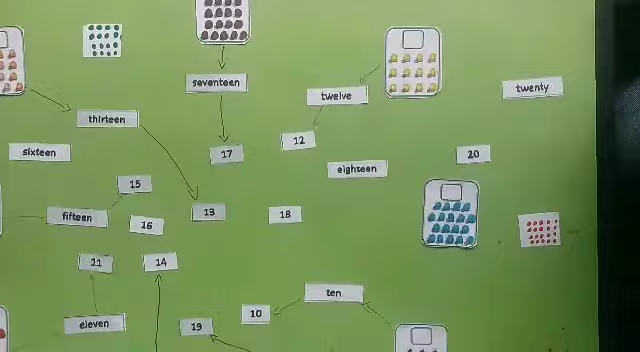 seventeen
twelve
twenty
thirteen
12
sixteen
17
20
eighteen
15
fifteen
16
13
18
11
14
ten
10
eleven
19